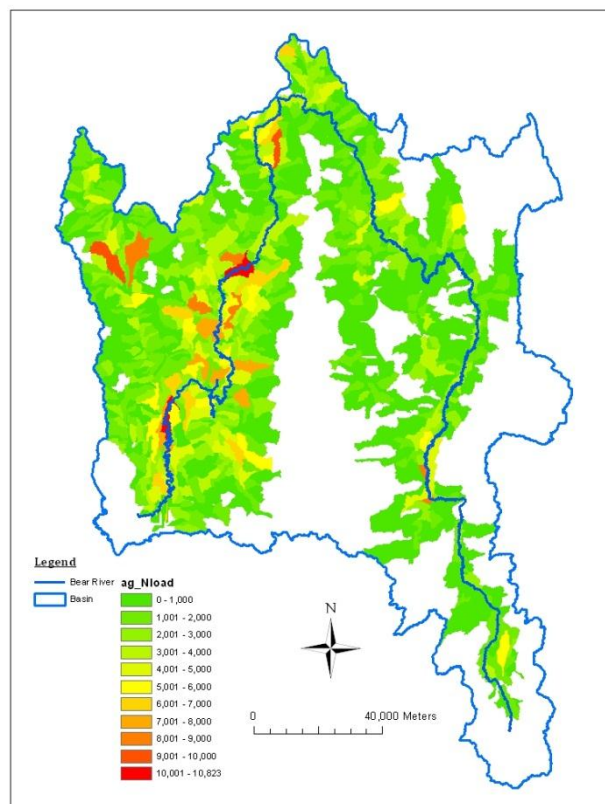 Legend
Bear River
Basin
ag_Nload
0 - 1,000
1,001 - 2,000
2,001 - 3,000
3,001 - 4,000
4,001 - 5,000
5,001 - 6,000
6,001 - 7,000
7,001 - 8,000
8,001 - 9,000
9,001 - 10,000
10,001 - 10,823
N
0 40,000 Meters